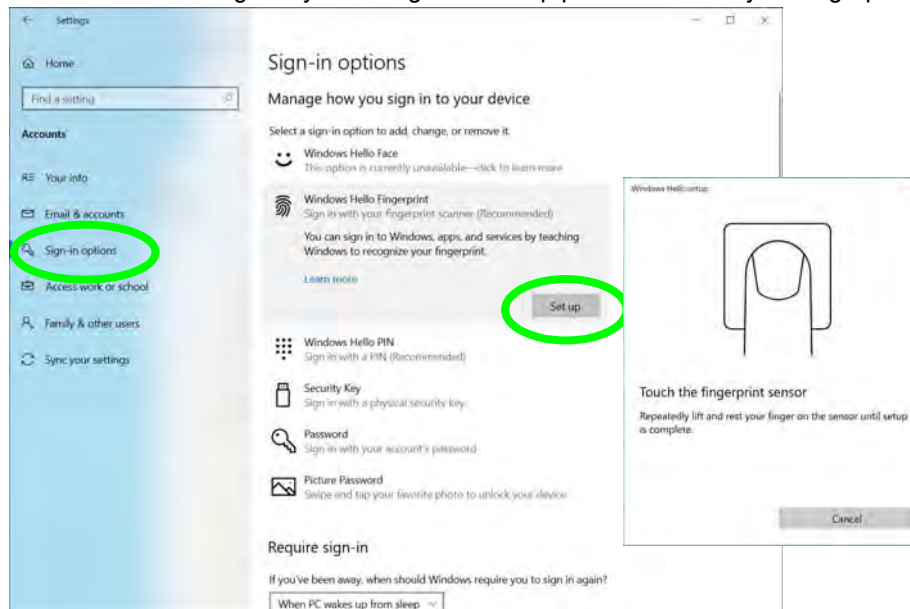 Settings
Home
Find a setting
Accounts
Your info
Email & accounts
Sign-in options
Access work or school
Family & other users
Sync your settings
Sign-in options
Manage how you sign in to your device
Select a sign-in option to add, change, or remove it.
Windows Hello Face
This option is currently unavailable—click to learn more
Windows Hello Fingerprint
Sign in with your fingerprint scanner (Recommended)
You can sign in to Windows, apps, and services by teaching
Windows to recognize your fingerprint.
Learn more
Set up
Windows Hello PIN
Sign in with a PIN (Recommended)
Security Key
Sign in with a physical security key
Password
Sign in with your account's password
Picture Password
Swipe and tap your favorite photo to unlock your device
Require sign-in
If you've been away, when should Windows require you to sign in again?
When PC wakes up from sleep
Windows Hello setup
Touch the fingerprint sensor
Repeatedly lift and rest your finger on the sensor until setup
is complete.
Cancel